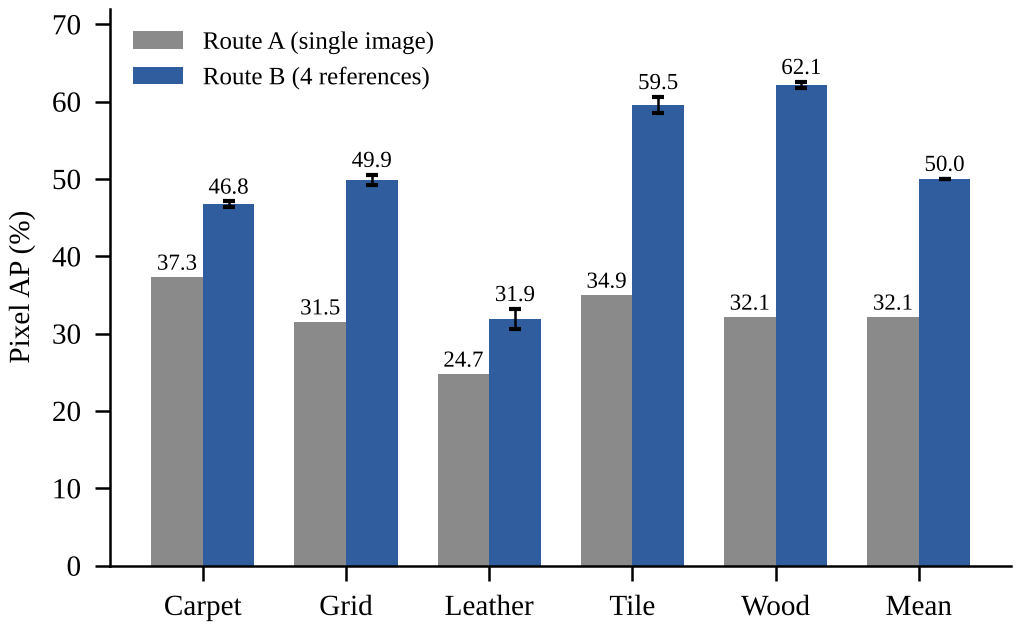 70
60
50
40
30
20
10
0
Pixel AP (%)
Route A (single image)
Route B (4 references)
37.3
46.8
31.5
49.9
24.7
31.9
34.9
59.5
32.1
62.1
32.1
50.0
Carpet
Grid
Leather
Tile
Wood
Mean